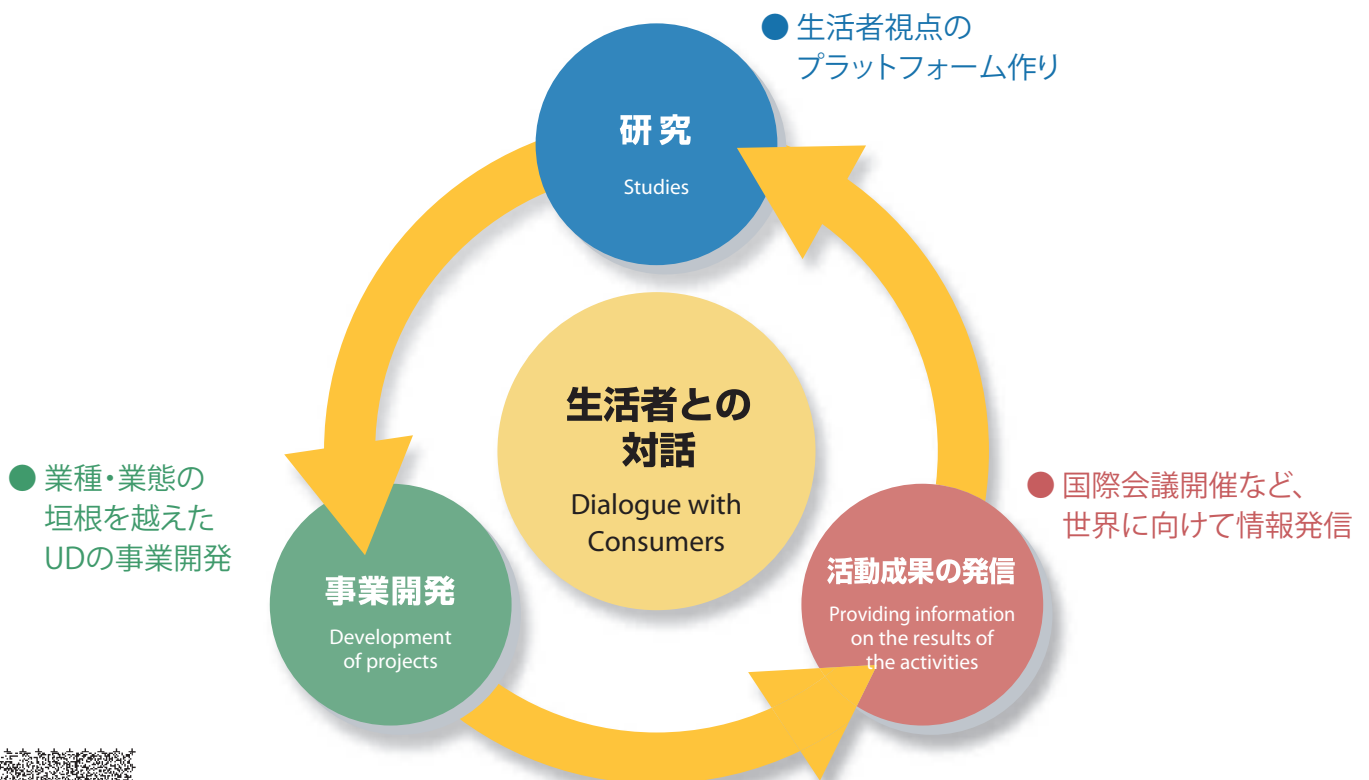 ● 生活者視点の
プラットフォーム作り
研究
Studies
生活者との
対話
Dialogue with
Consumers
● 業種・業態の
垣根を越えた
UDの事業開発
事業開発
Development
of projects
● 国際会議開催など、
世界に向けて情報発信
活動成果の発信
Providing information
on the results of
the activities